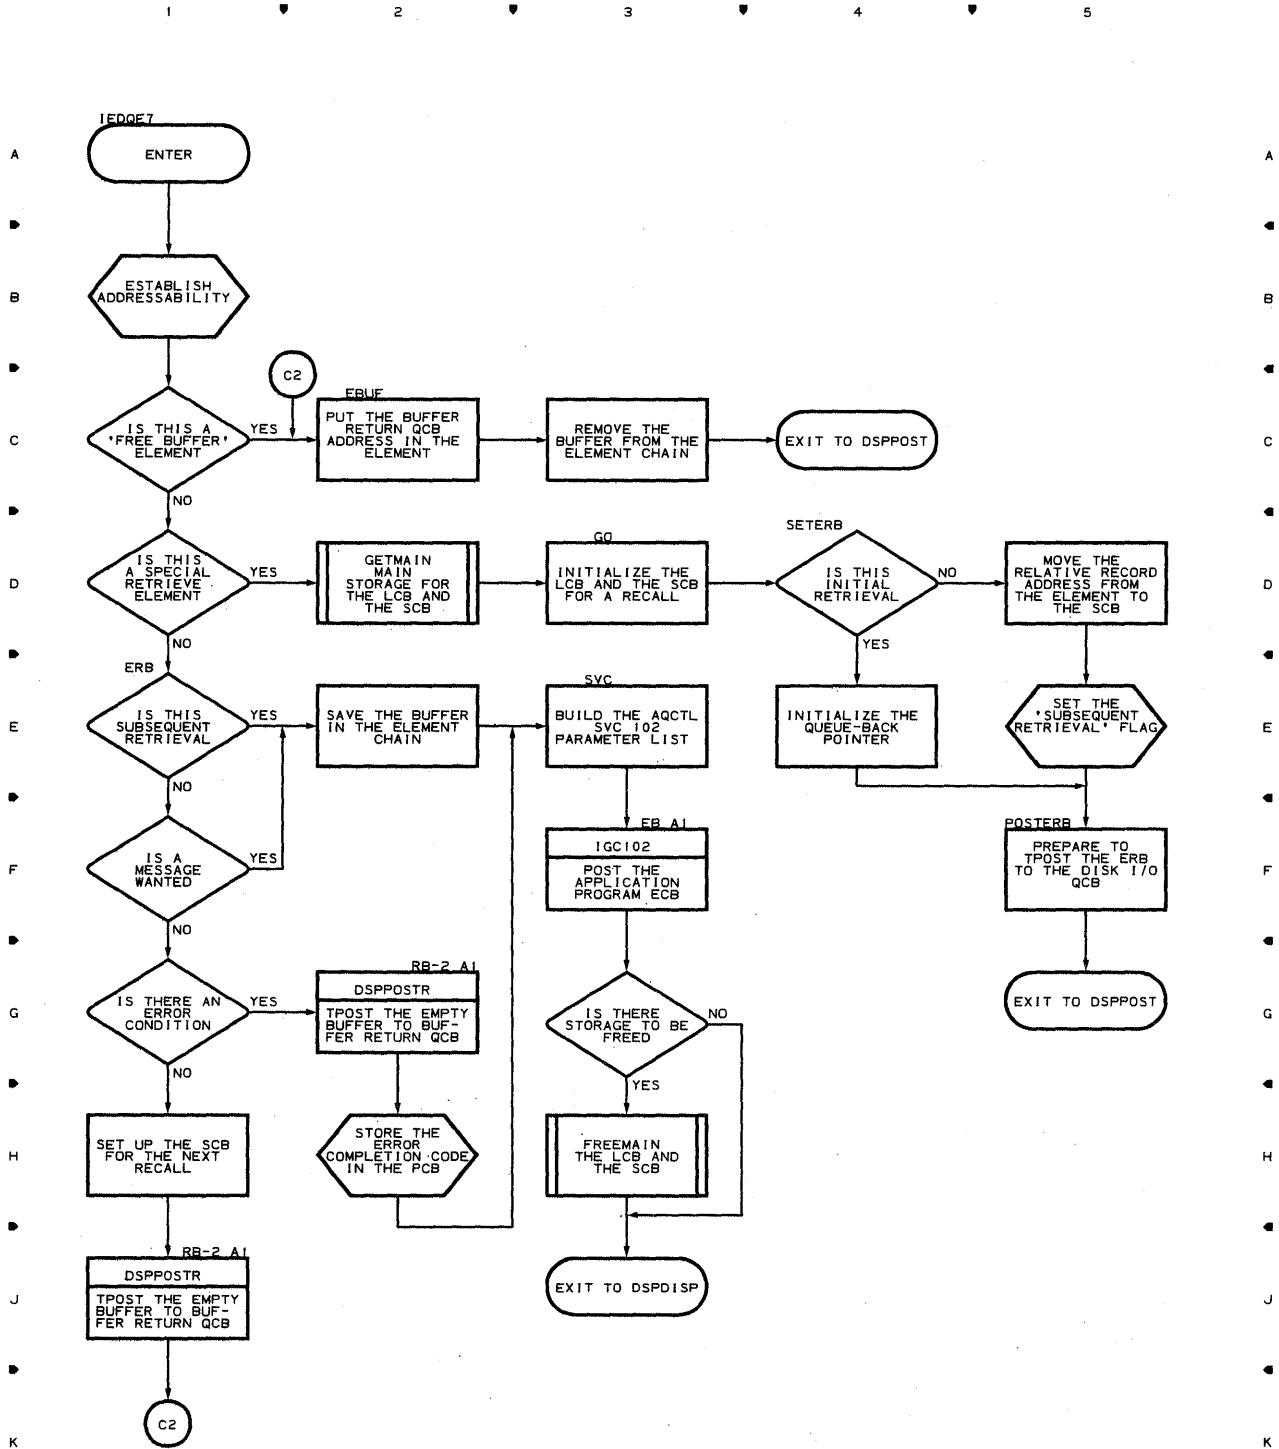 1 2 3 4 5
IEDQE7
A ENTER A
B ESTABLISH
ADDRESSABILITY B
C2
C IS THIS A
'FREE BUFFER'
ELEMENT
YES
NO
EBUF
PUT THE BUFFER
RETURN QCB
ADDRESS IN THE
ELEMENT
REMOVE THE
BUFFER FROM THE
ELEMENT CHAIN
EXIT TO DSPPOST C
D IS THIS
A SPECIAL
RETRIEVE
ELEMENT
YES
NO
GETMAIN
MAIN
STORAGE FOR
THE LCB AND
THE SCB
GO
INITIALIZE THE
LCB AND THE SCB
FOR A RECALL
SETERB
IS THIS
INITIAL
RETRIEVAL
NO
YES
MOVE THE
RELATIVE RECORD
ADDRESS FROM
THE ELEMENT TO
THE SCB D
ERB
E IS THIS
SUBSEQUENT
RETRIEVAL
YES
NO
SAVE THE BUFFER
IN THE ELEMENT
CHAIN
SVC
BUILD THE AQCTL
SVC 102
PARAMETER LIST
INITIALIZE THE
QUEUE-BACK
POINTER
SET THE
'SUBSEQUENT
RETRIEVAL' FLAG E
F IS A
MESSAGE
WANTED
YES
NO
EB A1
IGC102
POST THE
APPLICATION
PROGRAM ECB
POSTERB
PREPARE TO
TPOST THE ERB
TO THE DISK I/O
QCB F
G IS THERE AN
ERROR
CONDITION
YES
NO
RB-2 A1
DSPPOSTR
TPOST THE EMPTY
BUFFER TO BUF-
FER RETURN QCB
IS THERE
STORAGE TO BE
FREED
NO
YES
EXIT TO DSPPOST G
H SET UP THE SCB
FOR THE NEXT
RECALL
STORE THE
ERROR
COMPLETION CODE
IN THE PCB
FREEMAIN
THE LCB AND
THE SCB H
RB-2 A1
J DSPPOSTR
TPOST THE EMPTY
BUFFER TO BUF-
FER RETURN QCB
EXIT TO DSPDISP J
K C2 K